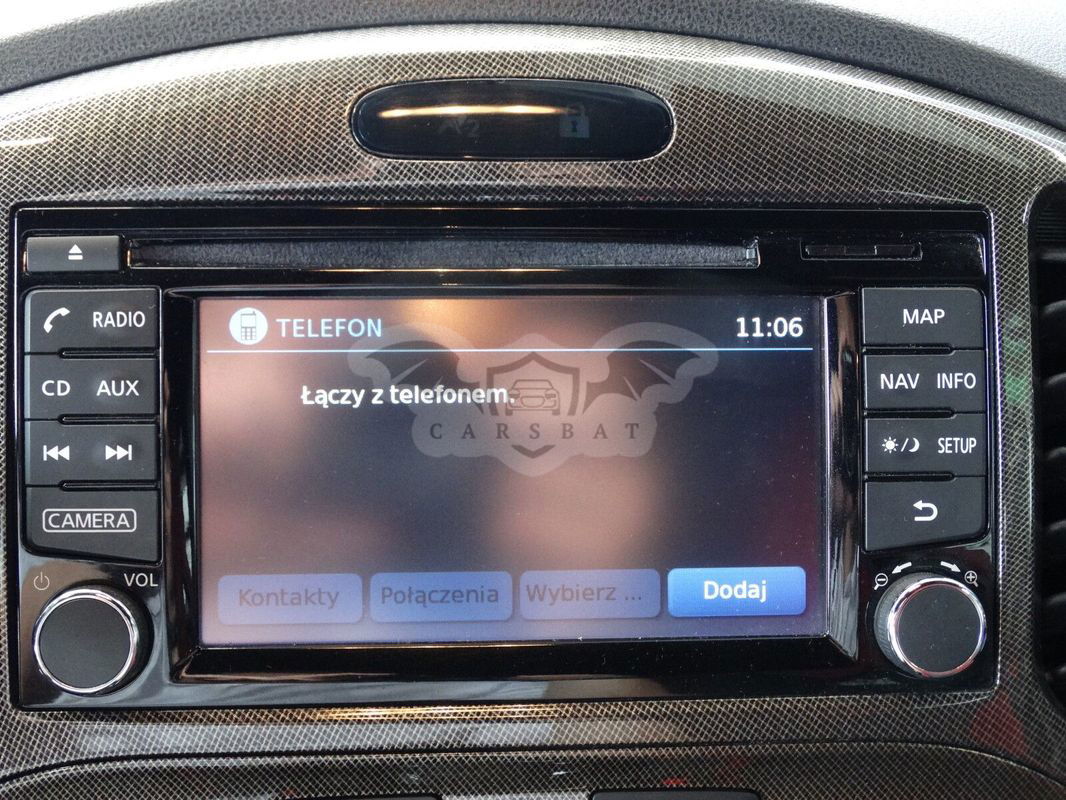 RADIO
CD AUX
CAMERA
VOL
TELEFON 11:06
Łączy z telefonem.
CARSBAT
Kontakty Połączenia Wybierz ... Dodaj
MAP
NAV INFO
SETUP